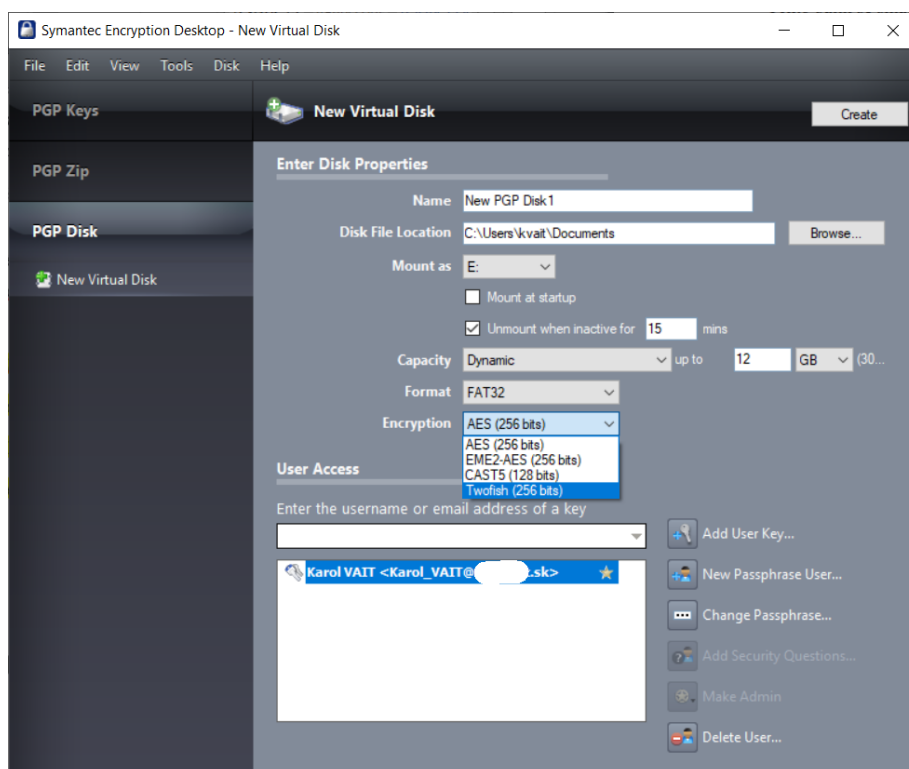 Symantec Encryption Desktop - New Virtual Disk
File Edit View Tools Disk Help
PGP Keys
New Virtual Disk
Create
PGP Zip
Enter Disk Properties
Name New PGP Disk1
PGP Disk
Disk File Location C:\Users\kvait\Documents Browse...
Mount as E:
New Virtual Disk
Mount at startup
Unmount when inactive for 15 mins
Capacity Dynamic up to 12 GB (30...
Format FAT32
Encryption AES (256 bits)
AES (256 bits)
EME2-AES (256 bits)
CAST5 (128 bits)
Twofish (256 bits)
User Access
Enter the username or email address of a key
Add User Key...
Karol VAIT <Karol_VAIT@ .sk>
New Passphrase User...
Change Passphrase...
Add Security Questions...
Make Admin
Delete User...